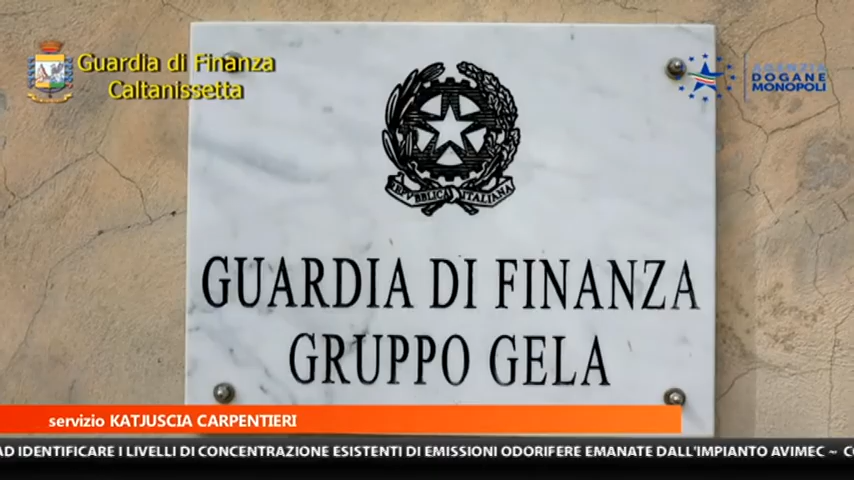 Guardia di Finanza
Caltanissetta
AGENZIA
DOGANE
MONOPOLI
REPVBBLICA ITALIANA
GUARDIA DI FINANZA
GRUPPO GELA
servizio KATJUSCIA CARPENTIERI
AD IDENTIFICARE I LIVELLI DI CONCENTRAZIONE ESISTENTI DI EMISSIONI ODORIFERE EMANATE DALL'IMPIANTO AVIMEC ~